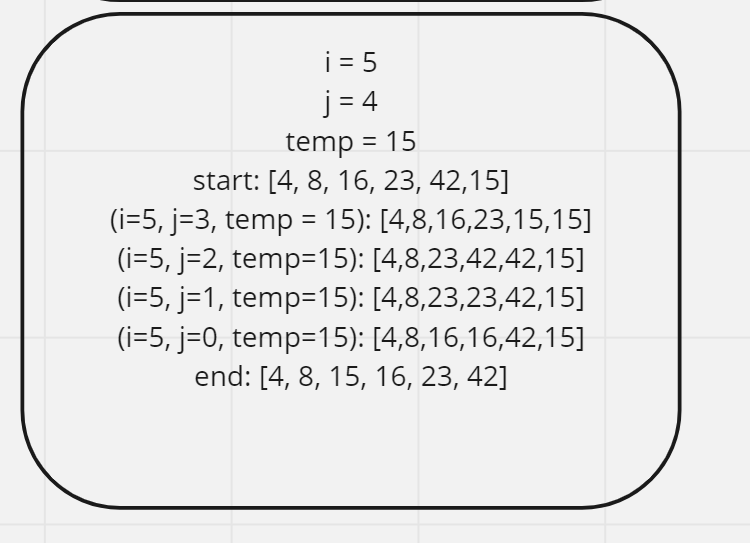 i = 5
j = 4
temp = 15
start: [4, 8, 16, 23, 42,15]
(i=5, j=3, temp = 15): [4,8,16,23,15,15]
(i=5, j=2, temp=15): [4,8,23,42,42,15]
(i=5, j=1, temp=15): [4,8,23,23,42,15]
(i=5, j=0, temp=15): [4,8,16,16,42,15]
end: [4, 8, 15, 16, 23, 42]